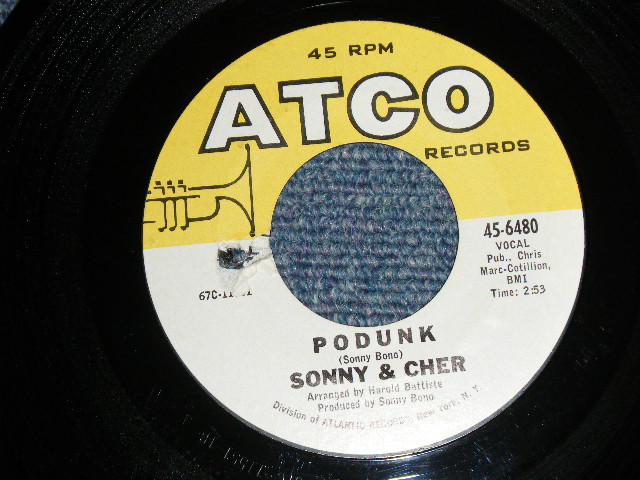 45 RPM
ATCO
RECORDS
45-6480
VOCAL
Pub., Chris
Marc-Cotillion,
BMI
Time: 2:53
PODUNK
(Sonny Bono)
SONNY & CHER
Arranged by Harold Battiste
Produced by Sonny Bono
Division of ATLANTIC RECORDS, New York, N. Y.